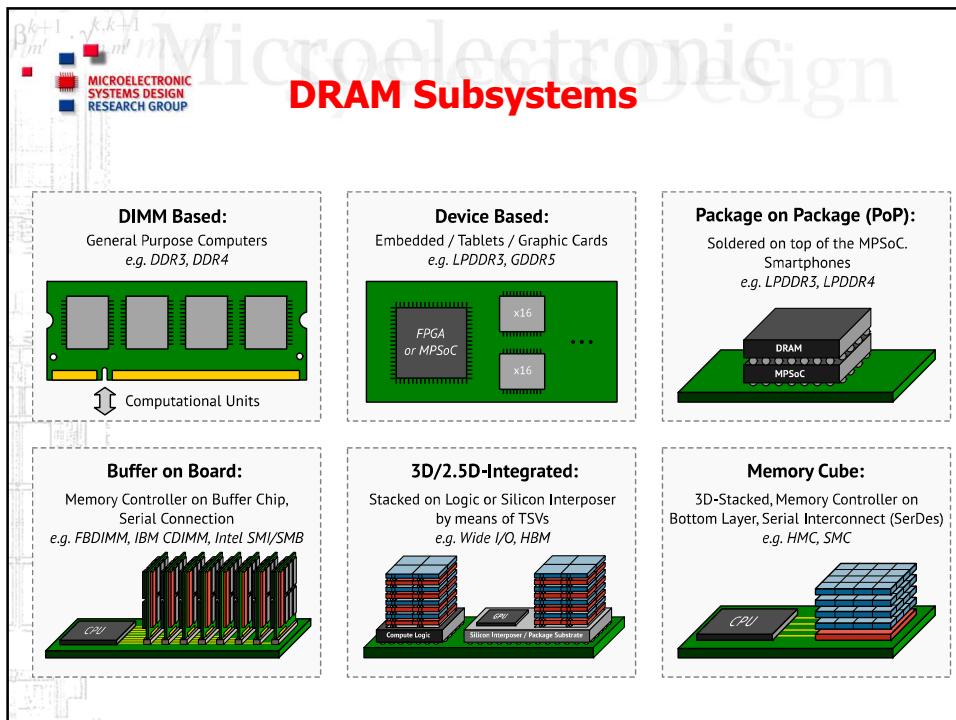 Microelectronic
Systems Design
MICROELECTRONIC
SYSTEMS DESIGN
RESEARCH GROUP
DRAM Subsystems
DIMM Based:
General Purpose Computers
e.g. DDR3, DDR4
Computational Units
Device Based:
Embedded / Tablets / Graphic Cards
e.g. LPDDR3, GDDR5
FPGA
or MPSoC
x16
x16
...
Package on Package (PoP):
Soldered on top of the MPSoC.
Smartphones
e.g. LPDDR3, LPDDR4
DRAM
MPSoC
Buffer on Board:
Memory Controller on Buffer Chip,
Serial Connection
e.g. FBDIMM, IBM CDIMM, Intel SMI/SMB
CPU
3D/2.5D-Integrated:
Stacked on Logic or Silicon Interposer
by means of TSVs
e.g. Wide I/O, HBM
GPU
Compute Logic
Silicon Interposer / Package Substrate
Memory Cube:
3D-Stacked, Memory Controller on
Bottom Layer, Serial Interconnect (SerDes)
e.g. HMC, SMC
CPU